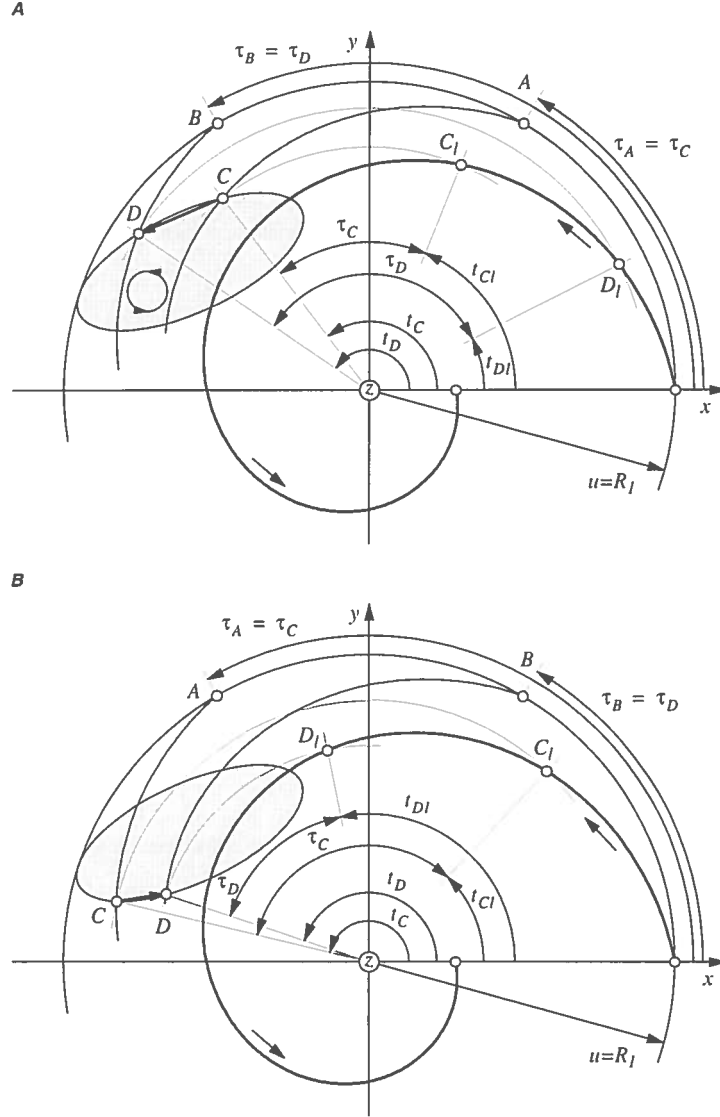 A
y
τB = τD
A
B
τA = τC
Cl
C
D
τC
Dl
τD
tCl
tC
tD
tDl
z
x
u=Rl
B
y
τA = τC
B
A
τB = τD
Dl
Cl
tDl
τC
τD
tD
tCl
tC
C
D
z
x
u=Rl